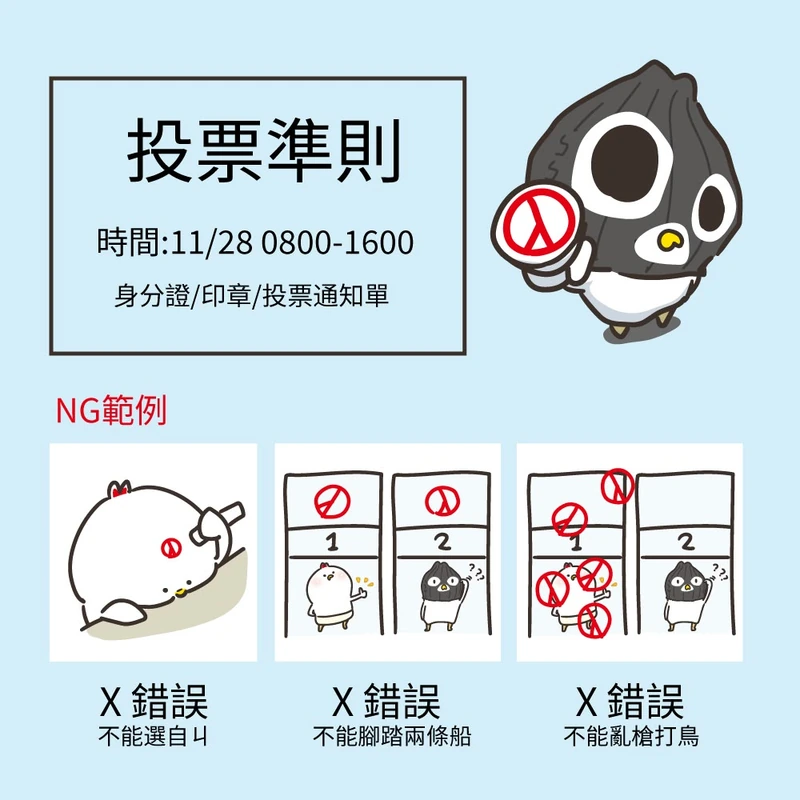 投票準則
時間:11/28 0800-1600
身分證/印章/投票通知單
NG範例
1
2
???
1
2
???
X 錯誤
X 錯誤
X 錯誤
不能選自ㄐ
不能腳踏兩條船
不能亂槍打鳥